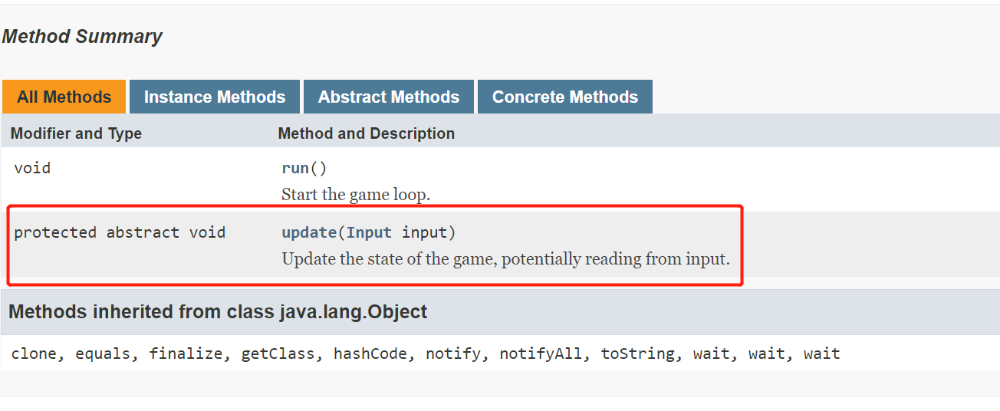 Method Summary
All Methods Instance Methods Abstract Methods Concrete Methods
Modifier and Type Method and Description
void run()
Start the game loop.
protected abstract void update(Input input)
Update the state of the game, potentially reading from input.
Methods inherited from class java.lang.Object
clone, equals, finalize, getClass, hashCode, notify, notifyAll, toString, wait, wait, wait